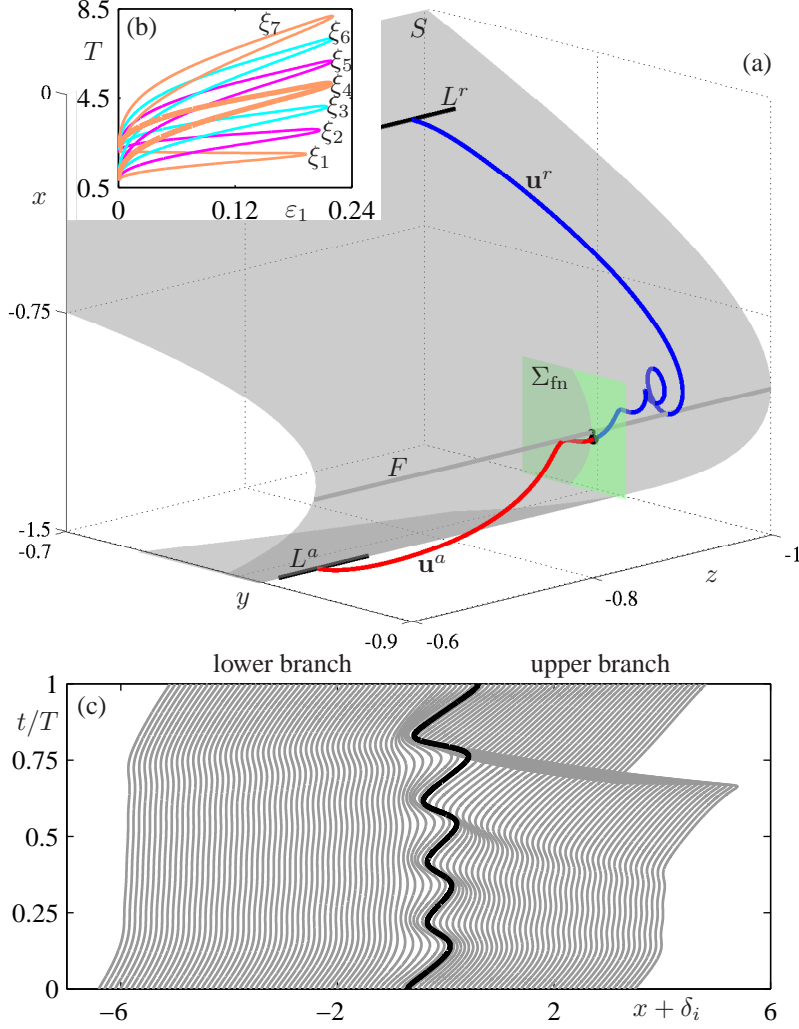 8.5
(b)
T
ξ7
ξ6
ξ5
4.5
ξ4
ξ3
ξ2
ξ1
0.5
0
0.12
ε1
0.24
S
(a)
0
L^r
u^r
x
-0.75
Σfn
F
-1.5
-0.7
L^a
u^a
y
z
-1
-0.8
-0.9
-0.6
lower branch
upper branch
1
(c)
t/T
0.75
0.5
0.25
0
−6
−2
2
x + δi
6